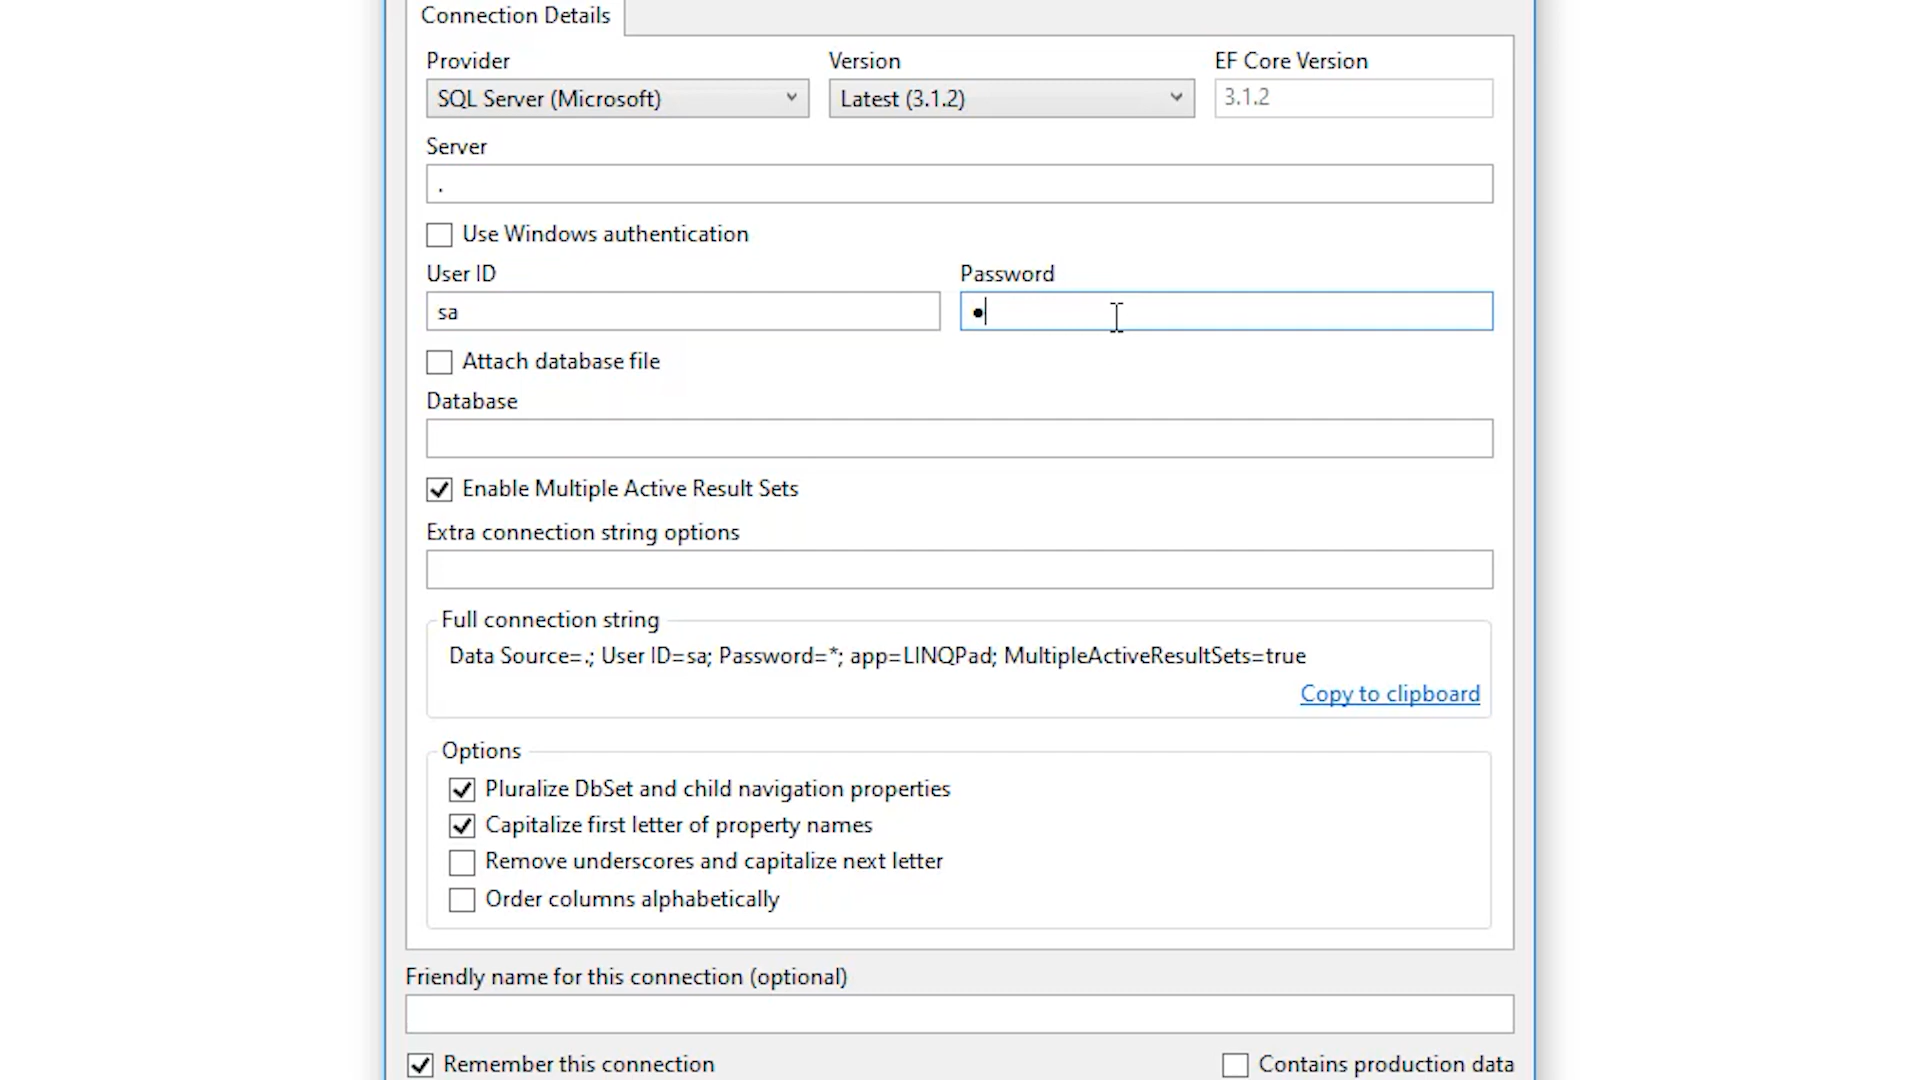 Connection Details
Provider
Version
EF Core Version
SQL Server (Microsoft)
Latest (3.1.2)
3.1.2
Server
.
Use Windows authentication
User ID
Password
sa
●
Attach database file
Database
Enable Multiple Active Result Sets
Extra connection string options
Full connection string
Data Source=.; User ID=sa; Password=*; app=LINQPad; MultipleActiveResultSets=true
Copy to clipboard
Options
Pluralize DbSet and child navigation properties
Capitalize first letter of property names
Remove underscores and capitalize next letter
Order columns alphabetically
Friendly name for this connection (optional)
Remember this connection
Contains production data